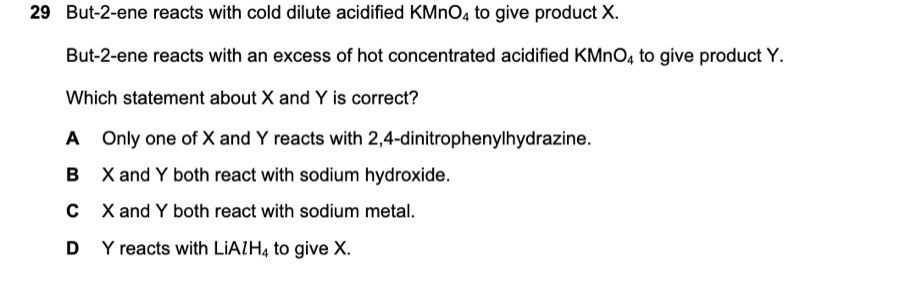 29 But-2-ene reacts with cold dilute acidified KMnO₄ to give product X.
But-2-ene reacts with an excess of hot concentrated acidified KMnO₄ to give product Y.
Which statement about X and Y is correct?
A Only one of X and Y reacts with 2,4-dinitrophenylhydrazine.
B X and Y both react with sodium hydroxide.
C X and Y both react with sodium metal.
D Y reacts with LiAlH₄ to give X.